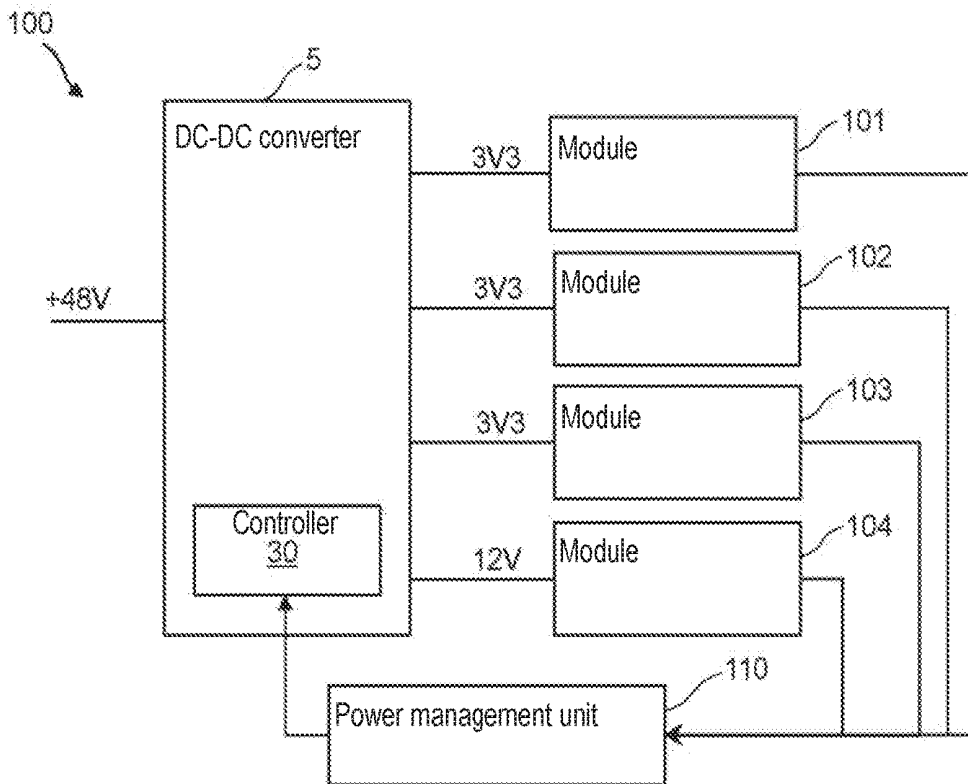 100
5
DC-DC converter
3V3
Module
101
+48V
3V3
Module
102
3V3
Module
103
Controller
30
12V
Module
104
110
Power management unit